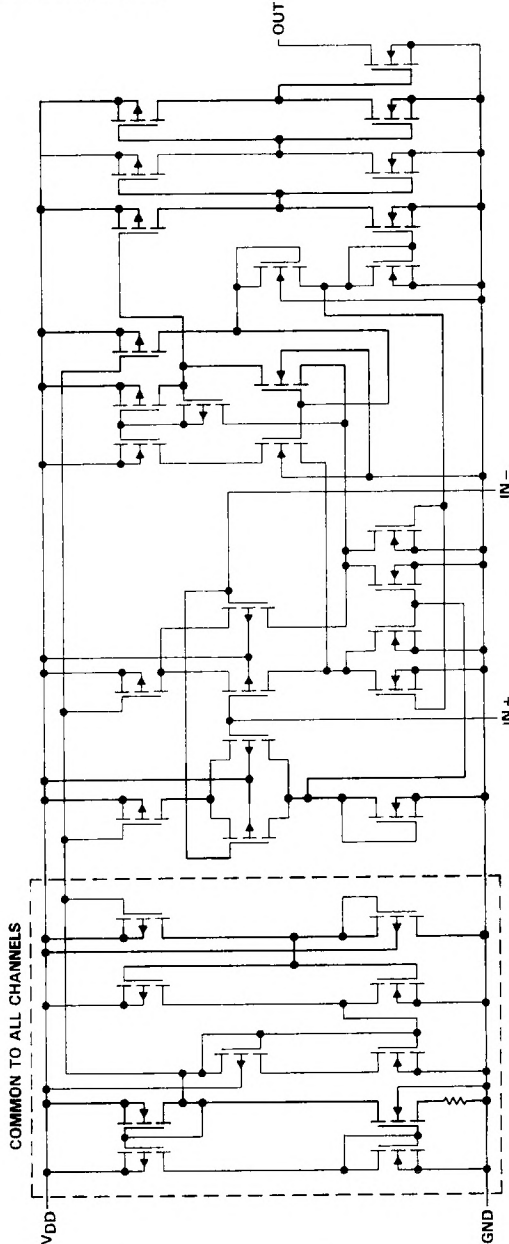 COMMON TO ALL CHANNELS
VDD
GND
IN+
IN−
OUT